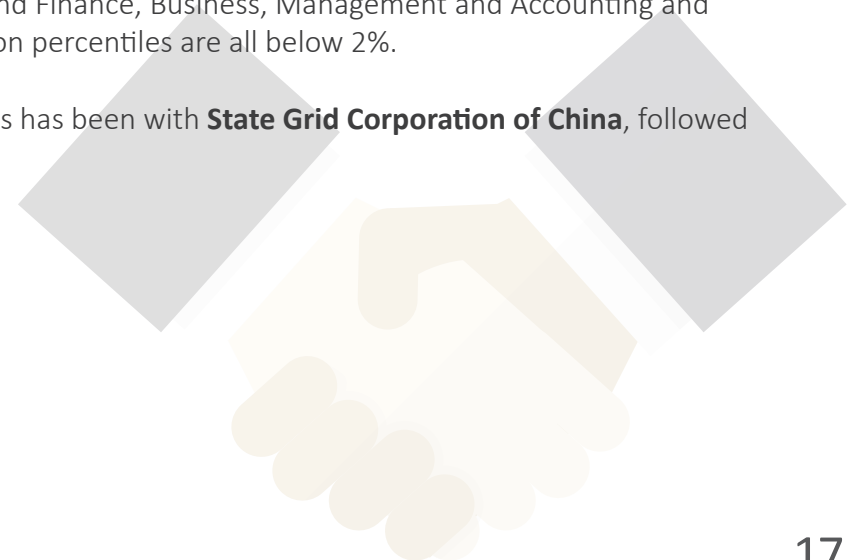 nd Finance, Business, Management and Accounting and
on percentiles are all below 2%.
s has been with State Grid Corporation of China, followed
17